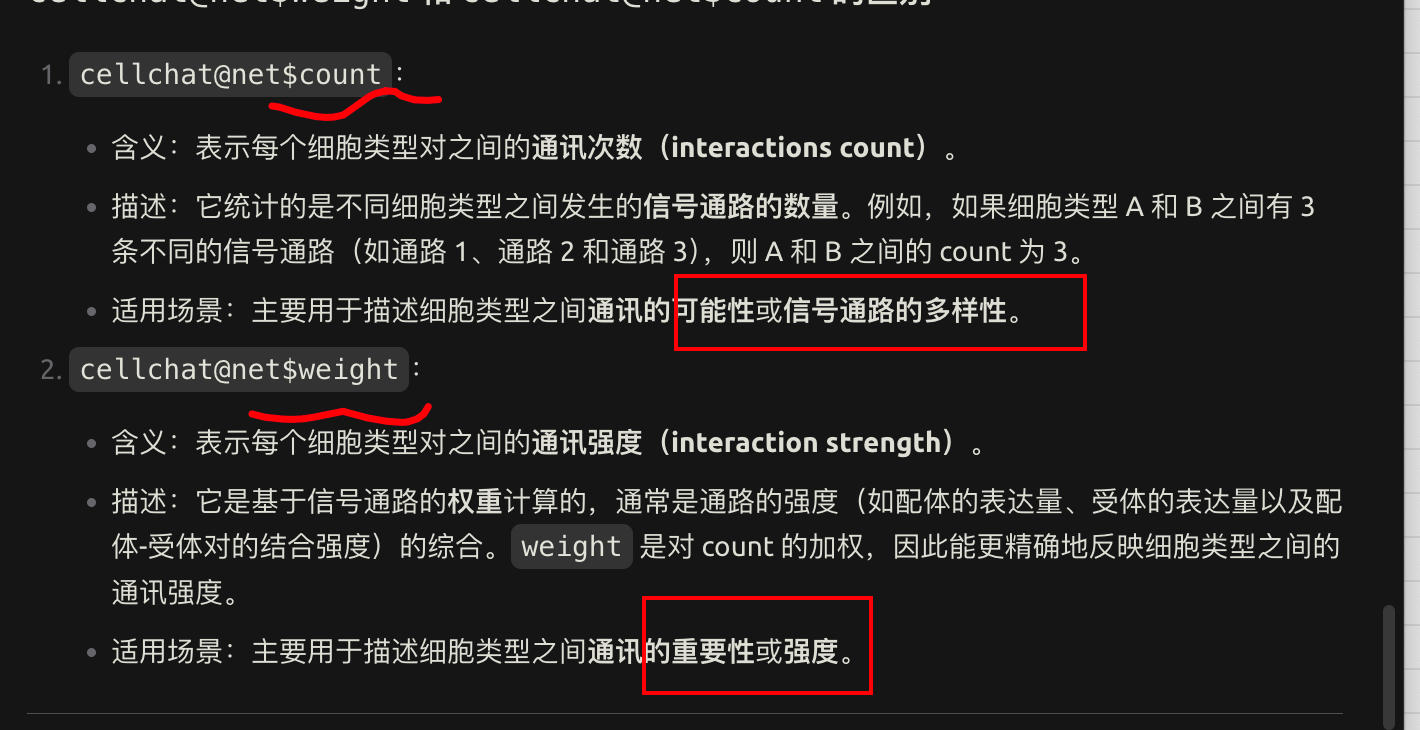 cellchat@net$weight 和 cellchat@net$count 的区别
1. cellchat@net$count：
• 含义：表示每个细胞类型对之间的通讯次数（interactions count）。
• 描述：它统计的是不同细胞类型之间发生的信号通路的数量。例如，如果细胞类型 A 和 B 之间有 3
条不同的信号通路（如通路 1、通路 2 和通路 3），则 A 和 B 之间的 count 为 3。
• 适用场景：主要用于描述细胞类型之间通讯的可能性或信号通路的多样性。
2. cellchat@net$weight：
• 含义：表示每个细胞类型对之间的通讯强度（interaction strength）。
• 描述：它是基于信号通路的权重计算的，通常是通路的强度（如配体的表达量、受体的表达量以及配
体-受体对的结合强度）的综合。weight 是对 count 的加权，因此能更精确地反映细胞类型之间的
通讯强度。
• 适用场景：主要用于描述细胞类型之间通讯的重要性或强度。